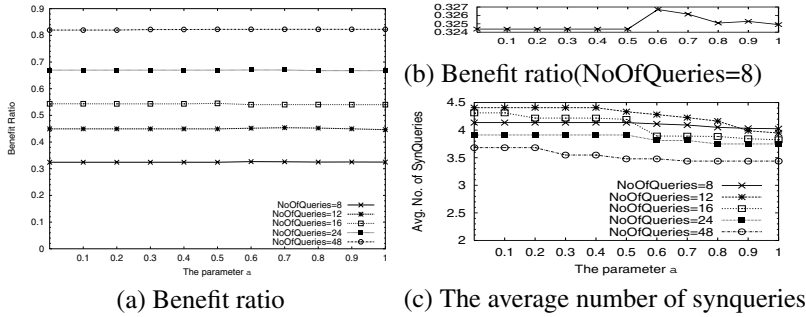 0.9
0.8
0.7
0.6
0.5
0.4
0.3
0.2
0.1
0
Benefit Ratio
NoOfQueries=8
NoOfQueries=12
NoOfQueries=16
NoOfQueries=24
NoOfQueries=48
0.1 0.2 0.3 0.4 0.5 0.6 0.7 0.8 0.9 1
The parameter a
(a) Benefit ratio
0.327
0.325
0.324
0.1 0.2 0.3 0.4 0.5 0.6 0.7 0.8 0.9 1
(b) Benefit ratio(NoOfQueries=8)
4.5
4
3.5
3
2.5
2
Avg. No. of SynQueries
NoOfQueries=8
NoOfQueries=12
NoOfQueries=16
NoOfQueries=24
NoOfQueries=48
0.1 0.2 0.3 0.4 0.5 0.6 0.7 0.8 0.9 1
The parameter a
(c) The average number of synqueries